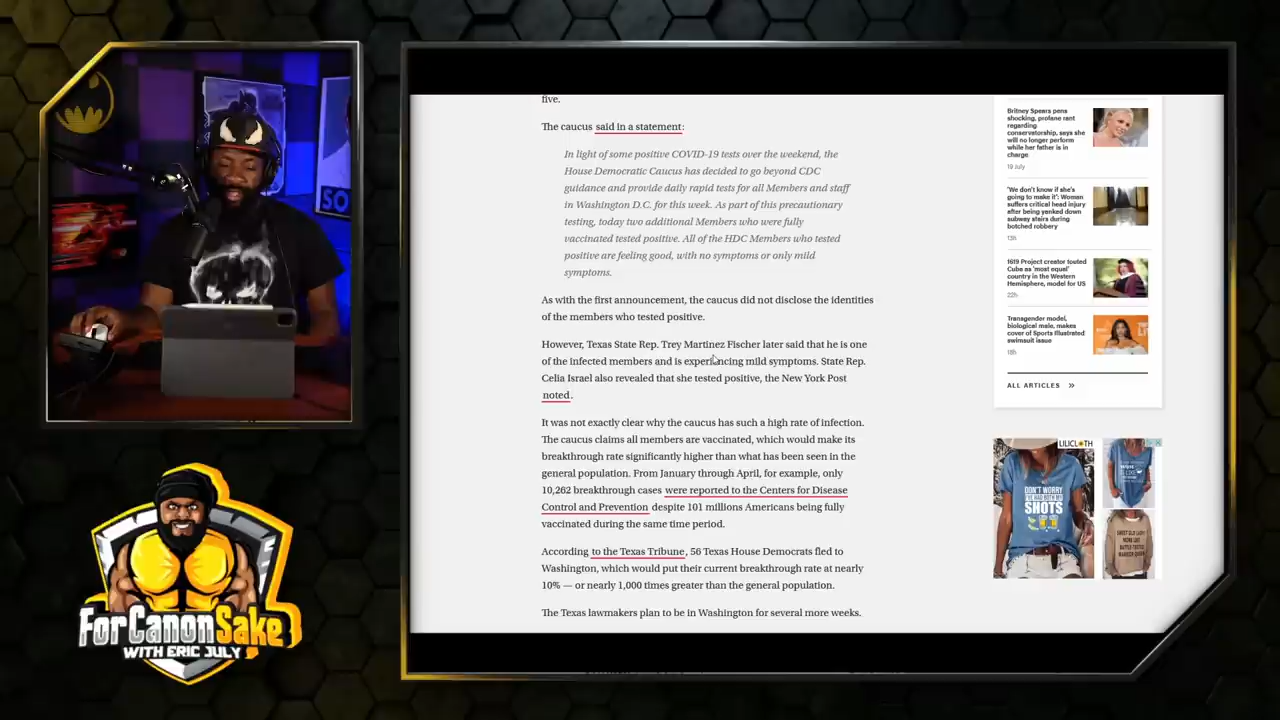 five.
The caucus said in a statement:
In light of some positive COVID-19 tests over the weekend, the
House Democratic Caucus has decided to go beyond CDC
guidance and provide daily rapid tests for all Members and staff
in Washington D.C. for this week. As part of this precautionary
testing, today two additional Members who were fully
vaccinated tested positive. All of the HDC Members who tested
positive are feeling good, with no symptoms or only mild
symptoms.
As with the first announcement, the caucus did not disclose the identities
of the members who tested positive.
However, Texas State Rep. Trey Martinez Fischer later said that he is one
of the infected members and is experiencing mild symptoms. State Rep.
Celia Israel also revealed that she tested positive, the New York Post
noted.
It was not exactly clear why the caucus has such a high rate of infection.
The caucus claims all members are vaccinated, which would make its
breakthrough rate significantly higher than what has been seen in the
general population. From January through April, for example, only
10,262 breakthrough cases were reported to the Centers for Disease
Control and Prevention despite 101 millions Americans being fully
vaccinated during the same time period.
According to the Texas Tribune, 56 Texas House Democrats fled to
Washington, which would put their current breakthrough rate at nearly
10% — or nearly 1,000 times greater than the general population.
The Texas lawmakers plan to be in Washington for several more weeks.
Britney Spears pens
shocking, profane rant
regarding
conservatorship, says she
will no longer perform
while her father is in
charge
19 July
'We don't know if she's
going to make it': Woman
suffers critical head injury
after being yanked down
subway stairs during
botched robbery
13h
1619 Project creator touted
Cuba as 'most equal'
country in the Western
Hemisphere, model for US
22h
Transgender model,
biological male, makes
cover of Sports Illustrated
swimsuit issue
18h
ALL ARTICLES »
LILICLOTH
DON'T WORRY
I'VE HAD BOTH MY
SHOTS
SO
ForCanonSake
WITH ERIC JULY